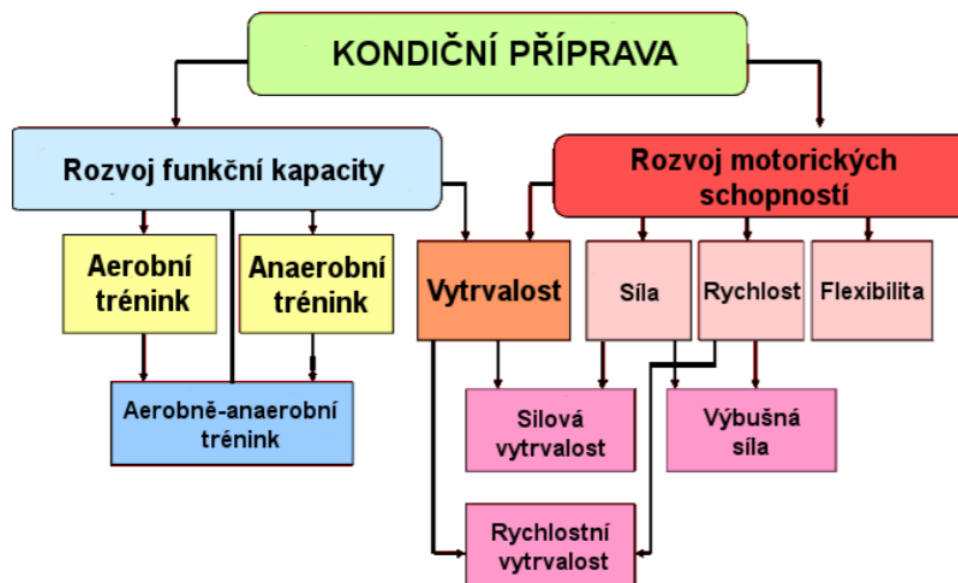 KONDIČNÍ PŘÍPRAVA
Rozvoj funkční kapacity
Rozvoj motorických
schopností
Aerobní
trénink
Anaerobní
trénink
Vytrvalost
Síla
Rychlost
Flexibilita
Aerobně-anaerobní
trénink
Silová
vytrvalost
Výbušná
síla
Rychlostní
vytrvalost